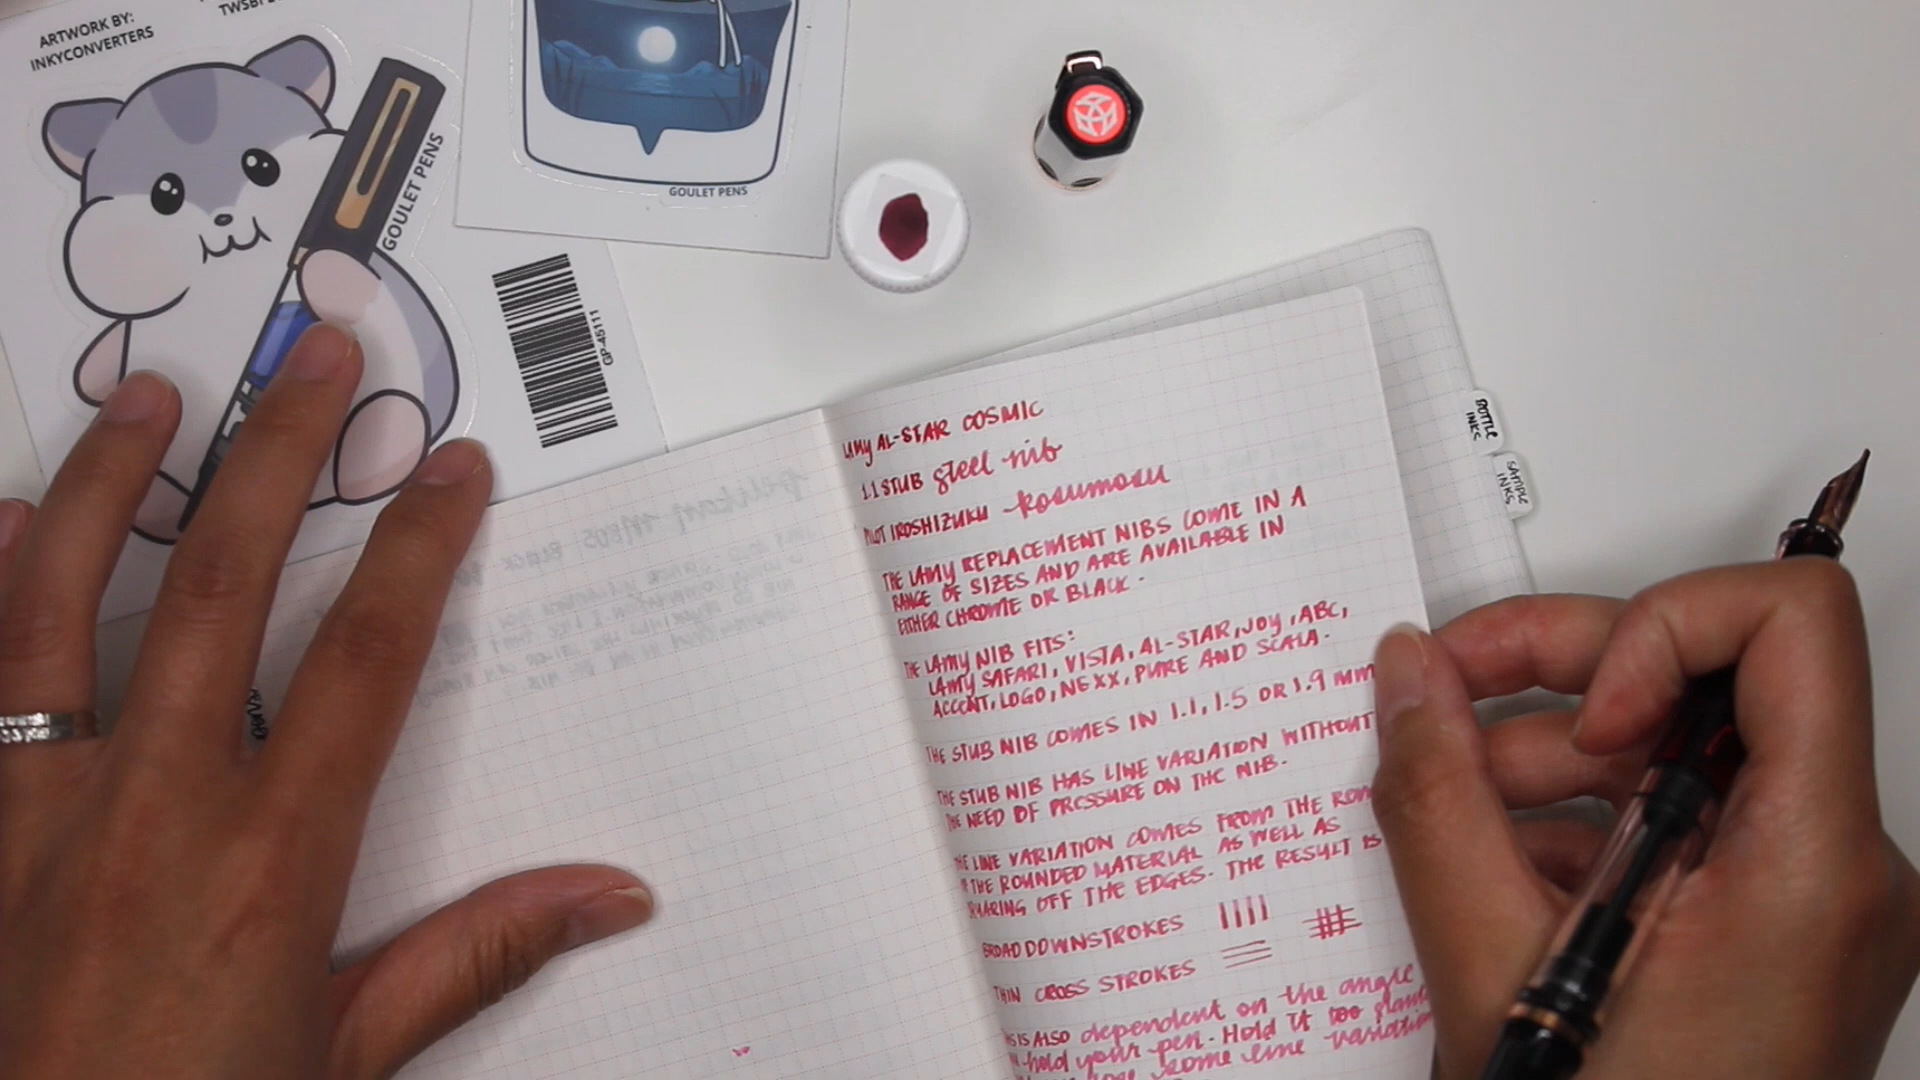 ARTWORK BY:
INKYCONVERTERS
TWSBI
GOULET PENS
GOULET PENS
GP-45111
BOTTLE
INKS
SAMPLE
INKS
LAMY AL-STAR COSMIC
1.1 STUB steel nib
PILOT IROSHIZUKU kosumosu
THE LAMY REPLACEMENT NIBS COME IN A
RANGE OF SIZES AND ARE AVAILABLE IN
EITHER CHROME OR BLACK.
THE LAMY NIB FITS:
LAMY SAFARI, VISTA, AL-STAR, JOY, ABC,
ACCENT, LOGO, NEXX, PURE AND SCALA.
THE STUB NIB COMES IN 1.1, 1.5 OR 1.9 mm
THE STUB NIB HAS LINE VARIATION WITHOUT
THE NEED OF PRESSURE ON THE NIB.
THE LINE VARIATION COMES FROM THE
THE ROUNDED MATERIAL AS WELL AS
OFF THE EDGES. THE RESULT IS
BROAD DOWNSTROKES
THIN CROSS STROKES
IS ALSO dependent on the angle
hold your pen. Hold it too
some line variation